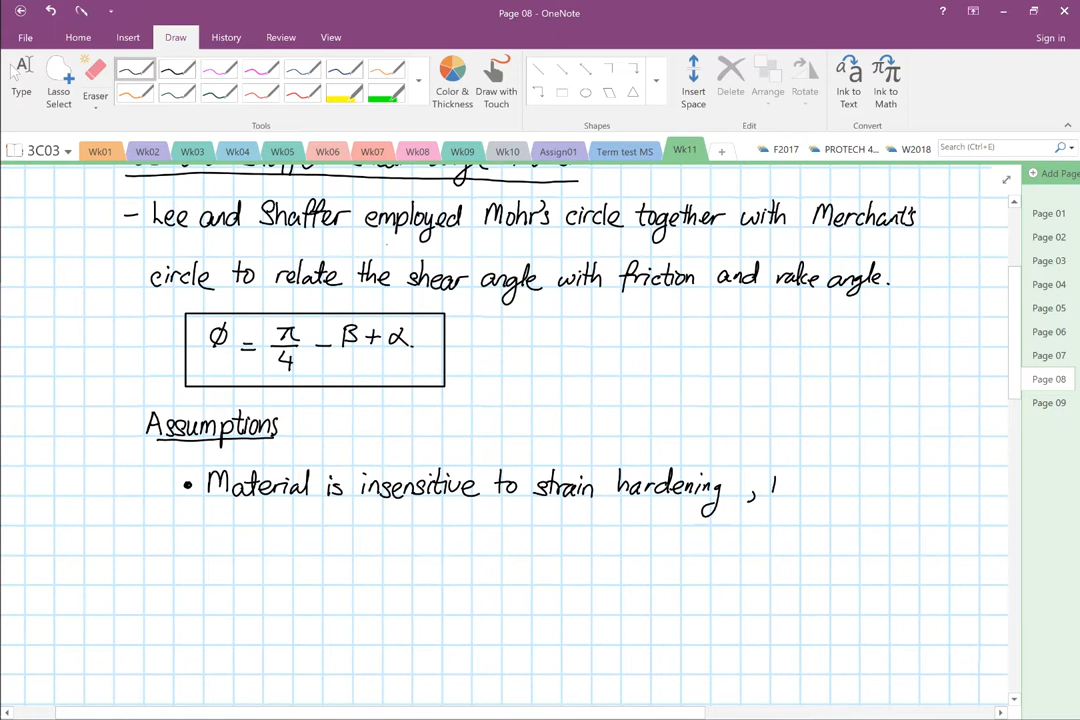 Page 08 - OneNote
?
File Home Insert Draw History Review View Sign in
Type Lasso Select Eraser Color & Thickness Draw with Touch Insert Space Delete Arrange Rotate Ink to Text Ink to Math
Tools Shapes Edit Convert
3C03 Wk01 Wk02 Wk03 Wk04 Wk05 Wk06 Wk07 Wk08 Wk09 Wk10 Assign01 Term test MS Wk11 F2017 PROTECH 4... W2018 Search (Ctrl+E)
Add Page
Page 01
Page 02
Page 03
Page 04
Page 05
Page 06
Page 07
Page 08
Page 09
- Lee and Shaffer employed Mohr's circle together with Merchant's
circle to relate the shear angle with friction and rake angle.
φ = π/4 - β + α.
Assumptions
• Material is insensitive to strain hardening ,